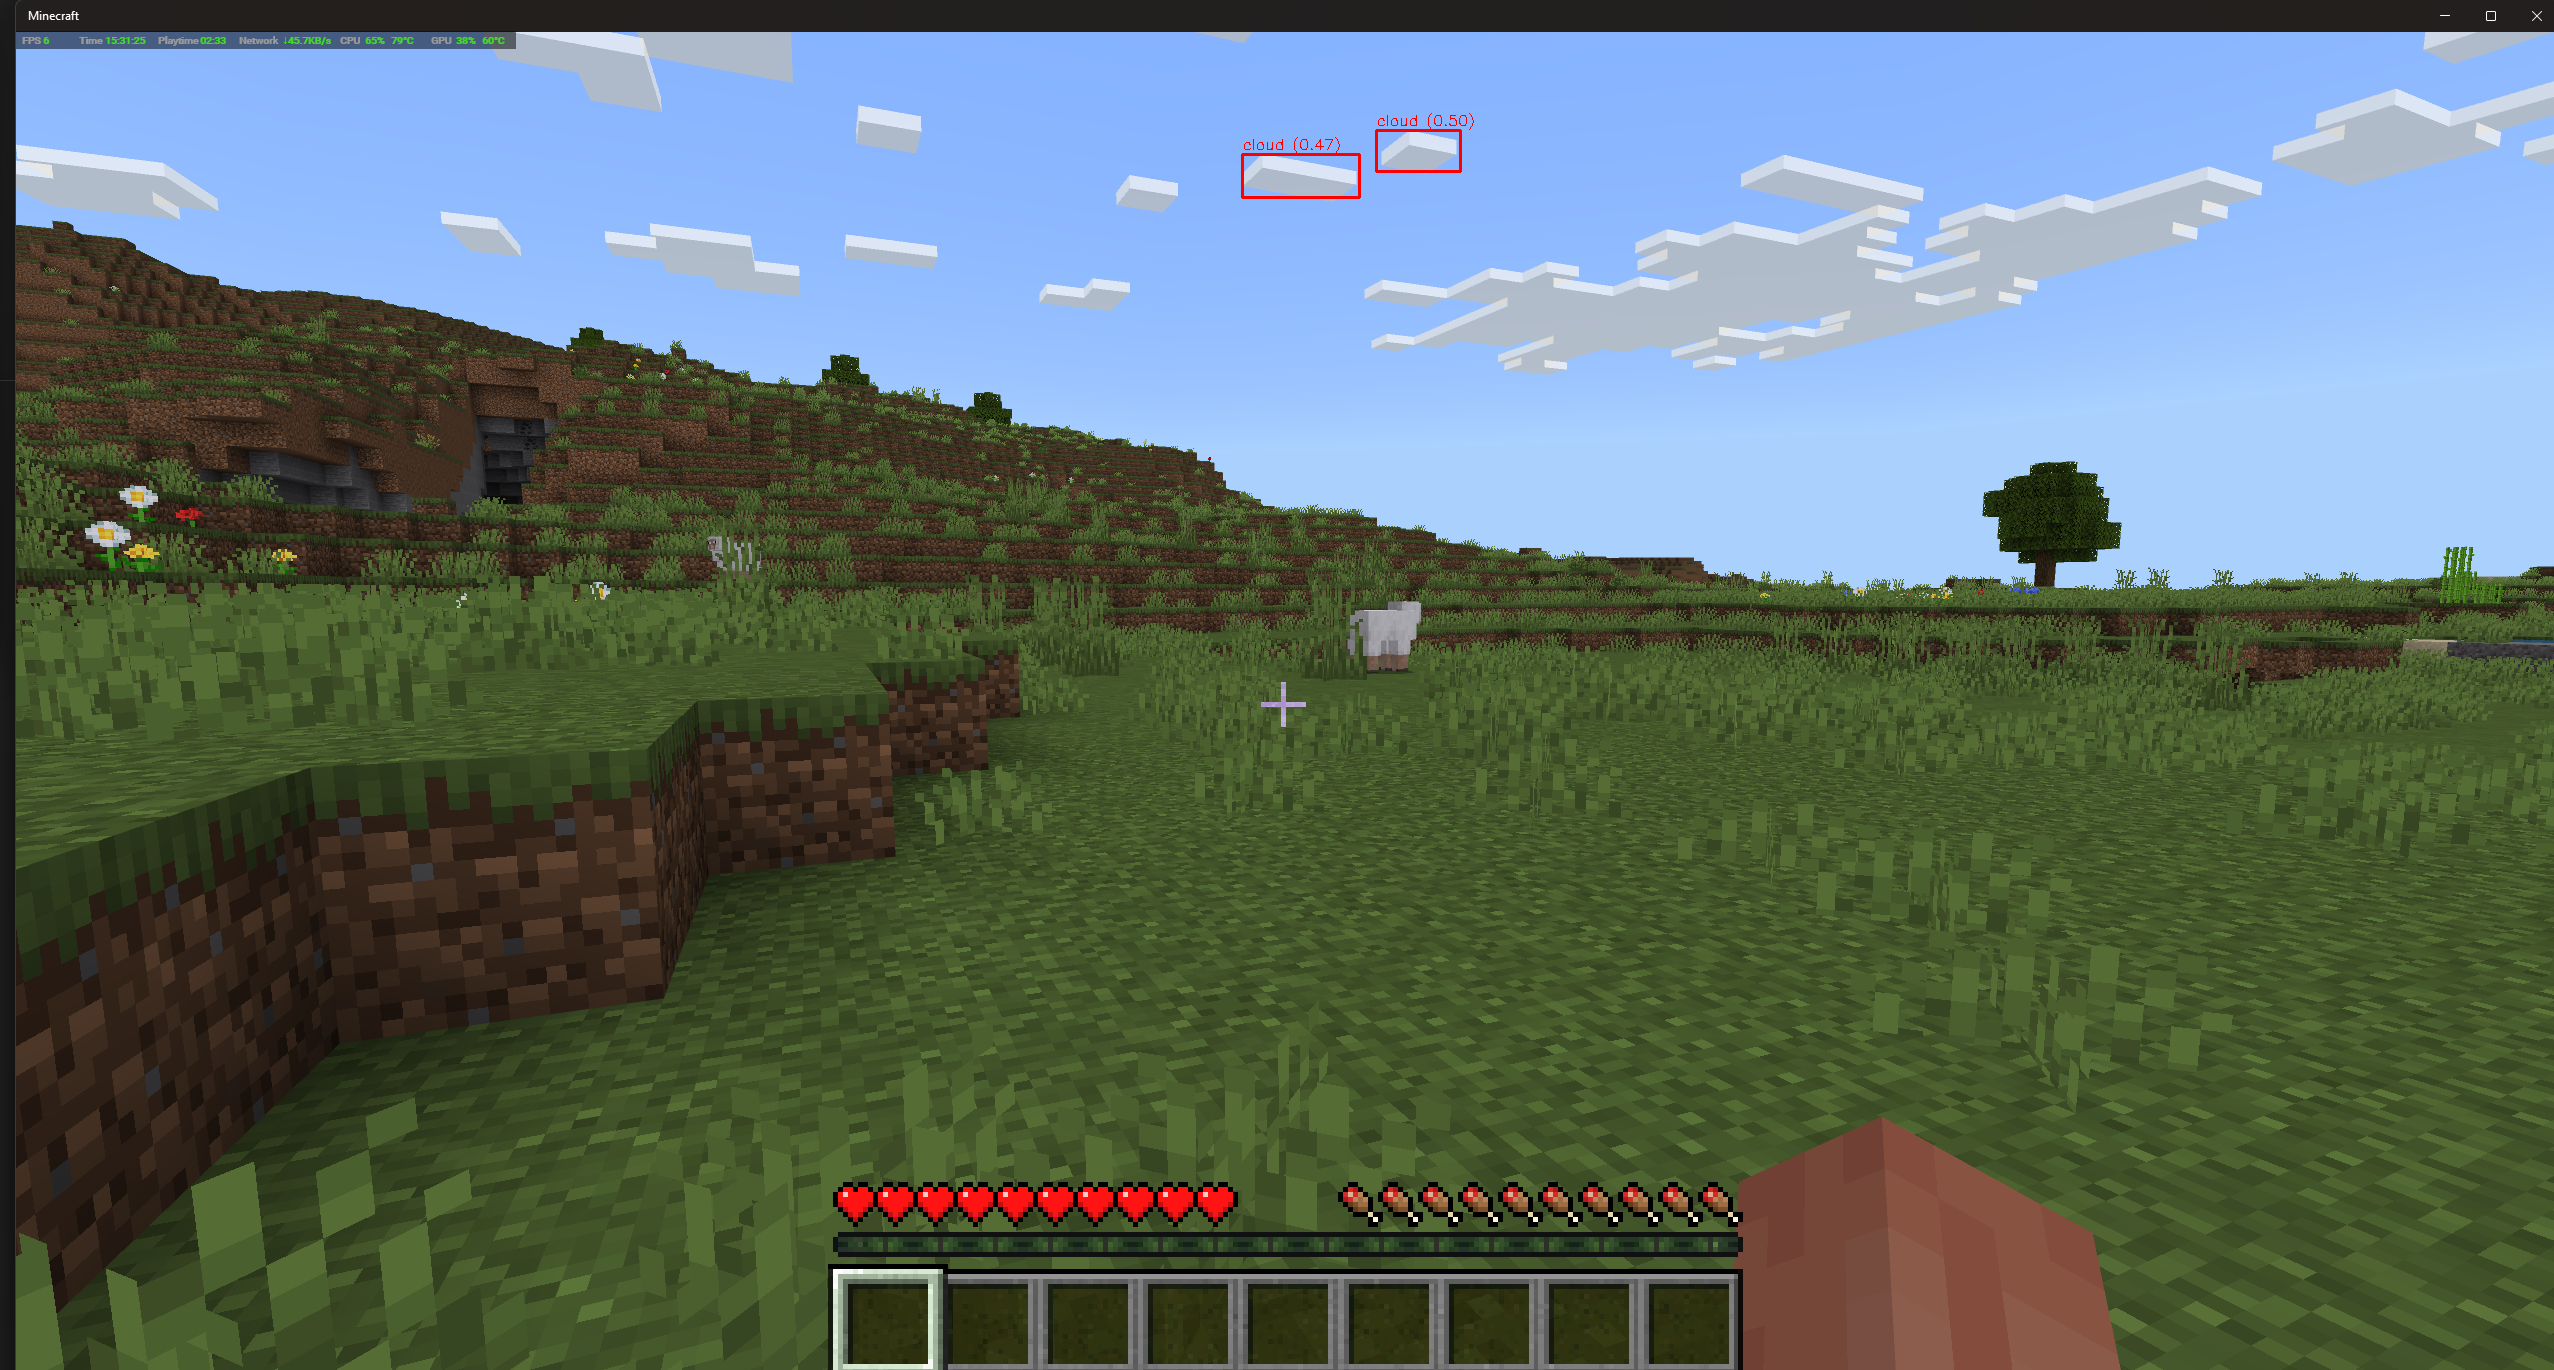 Minecraft
FPS 6 Time 15:31:25 Playtime 02:33 Network ↓45.7KB/s CPU 65% 79°C GPU 38% 60°C
cloud (0.50)
cloud (0.47)